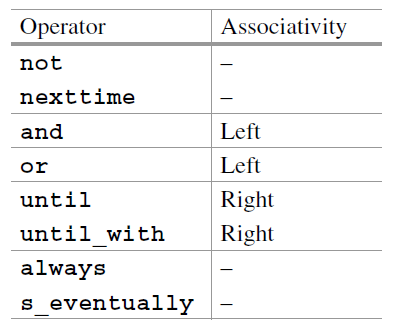 Operator Associativity
not –
nexttime –
and Left
or Left
until Right
until_with Right
always –
s_eventually –